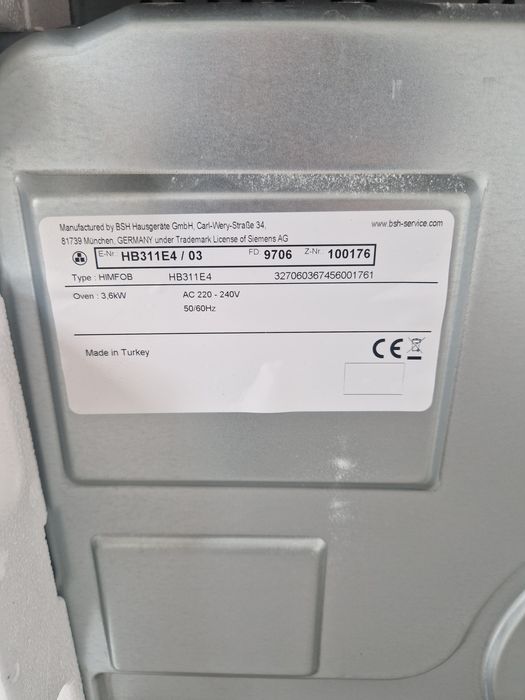 Manufactured by BSH Hausgeräte GmbH, Carl-Wery-Straße 34, www.bsh-service.com
81739 München, GERMANY under Trademark License of Siemens AG
E-Nr. HB311E4 / 03 FD 9706 Z-Nr. 100176
Type : HIMFOB HB311E4 327060367456001761
Oven : 3,6kW AC 220 - 240V
50/60Hz
Made in Turkey CE